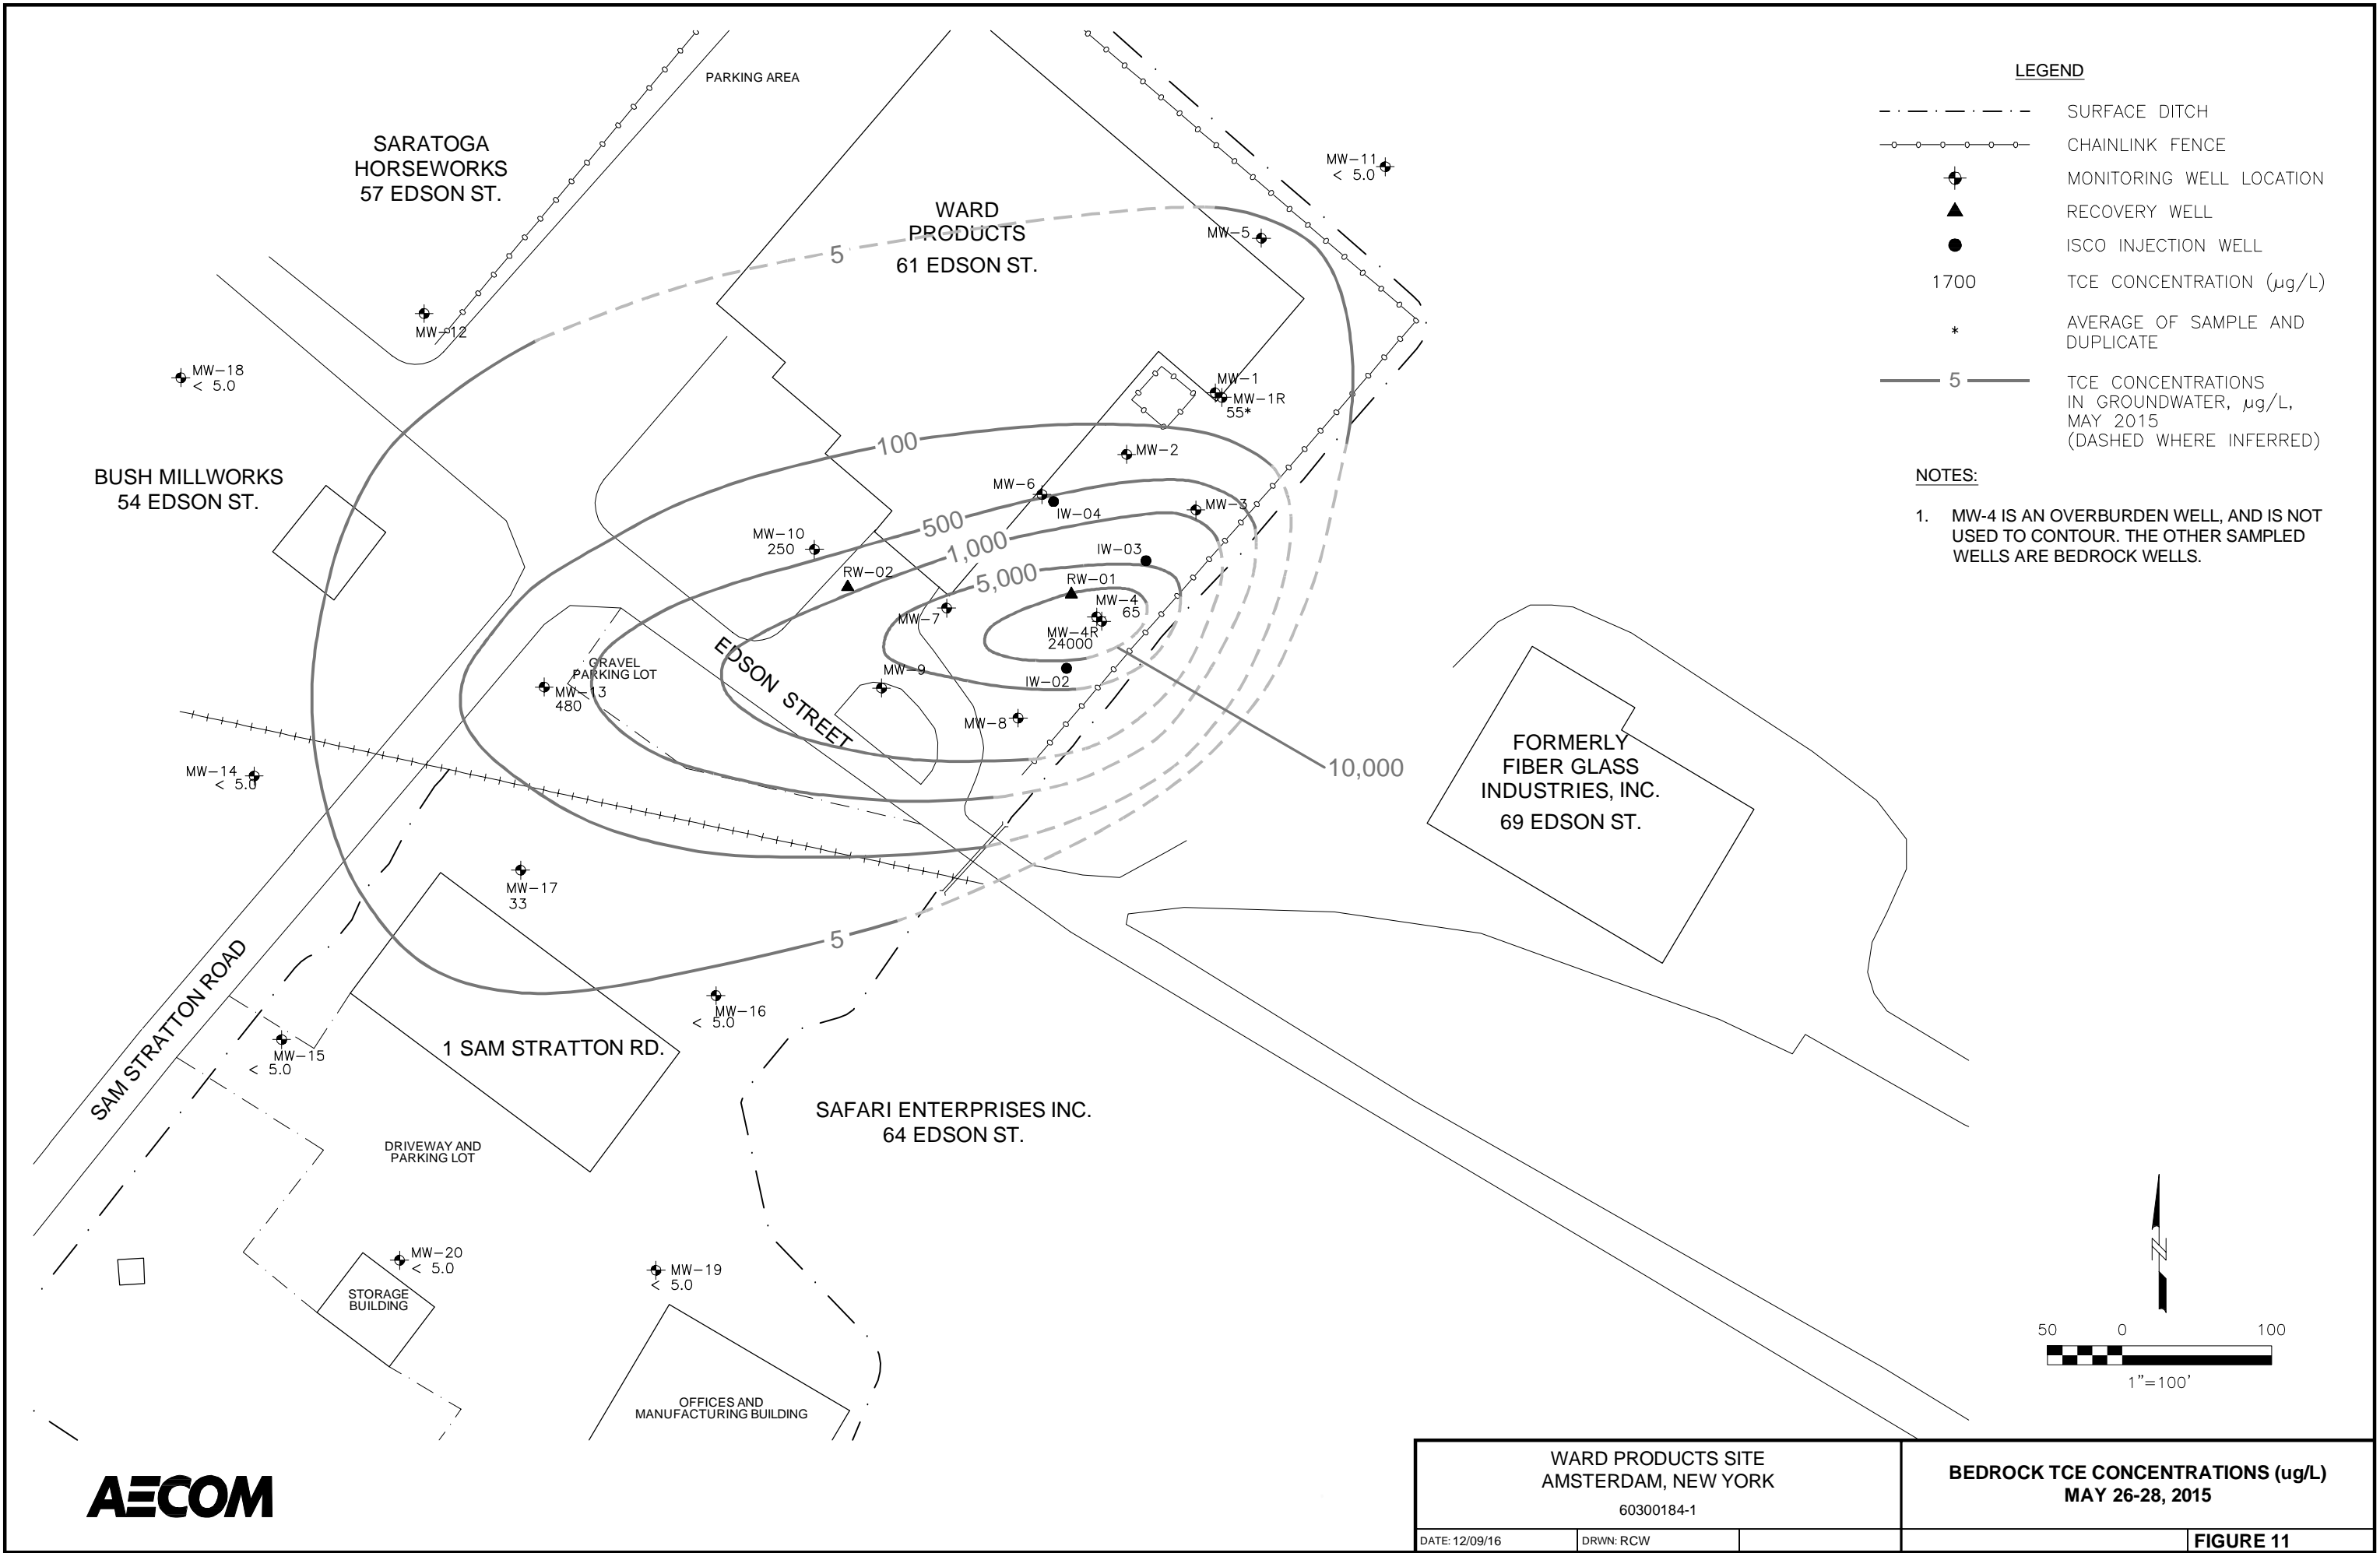 PARKING AREA
SARATOGA
HORSEWORKS
57 EDSON ST.
WARD
PRODUCTS
61 EDSON ST.
MW-11
< 5.0
MW-5
5
MW-12
MW-18
< 5.0
MW-1
MW-1R
55*
100
MW-2
BUSH MILLWORKS
54 EDSON ST.
MW-6
IW-04
MW-3
500
MW-10
250
1,000
IW-03
RW-02
5,000
RW-01
MW-4
65
MW-7
MW-4R
24000
EDSON STREET
GRAVEL
PARKING LOT
MW-9
IW-02
MW-13
480
MW-8
10,000
MW-14
< 5.0
FORMERLY
FIBER GLASS
INDUSTRIES, INC.
69 EDSON ST.
MW-17
33
5
SAM STRATTON ROAD
MW-16
< 5.0
MW-15
< 5.0
1 SAM STRATTON RD.
SAFARI ENTERPRISES INC.
64 EDSON ST.
DRIVEWAY AND
PARKING LOT
MW-20
< 5.0
MW-19
< 5.0
STORAGE
BUILDING
OFFICES AND
MANUFACTURING BUILDING
LEGEND
SURFACE DITCH
CHAINLINK FENCE
MONITORING WELL LOCATION
RECOVERY WELL
ISCO INJECTION WELL
1700 TCE CONCENTRATION (µg/L)
* AVERAGE OF SAMPLE AND
DUPLICATE
5 TCE CONCENTRATIONS
IN GROUNDWATER, µg/L,
MAY 2015
(DASHED WHERE INFERRED)
NOTES:
1. MW-4 IS AN OVERBURDEN WELL, AND IS NOT
USED TO CONTOUR. THE OTHER SAMPLED
WELLS ARE BEDROCK WELLS.
N
50 0 100
1"=100'
AECOM
WARD PRODUCTS SITE
AMSTERDAM, NEW YORK
60300184-1
DATE: 12/09/16 DRWN: RCW
BEDROCK TCE CONCENTRATIONS (ug/L)
MAY 26-28, 2015
FIGURE 11